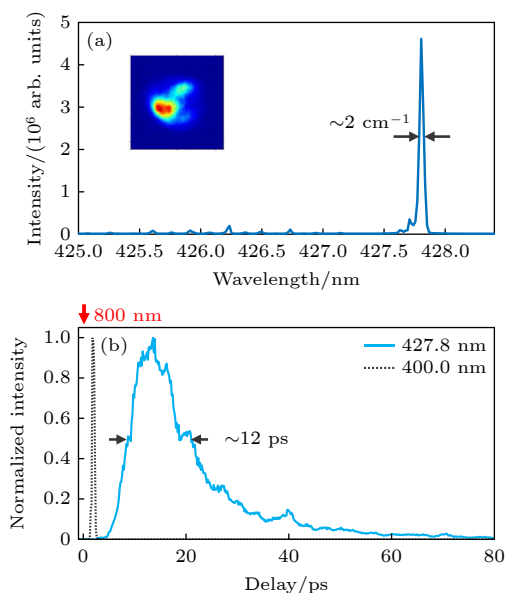 (a)
Intensity/(10⁶ arb. units)
6
5
4
3
2
1
0
~2 cm⁻¹
425.0 425.5 426.0 426.5 427.0 427.5 428.0
Wavelength/nm
800 nm
(b)
Normalized intensity
1.0
0.8
0.6
0.4
0.2
0
427.8 nm
400.0 nm
~12 ps
0 20 40 60 80
Delay/ps